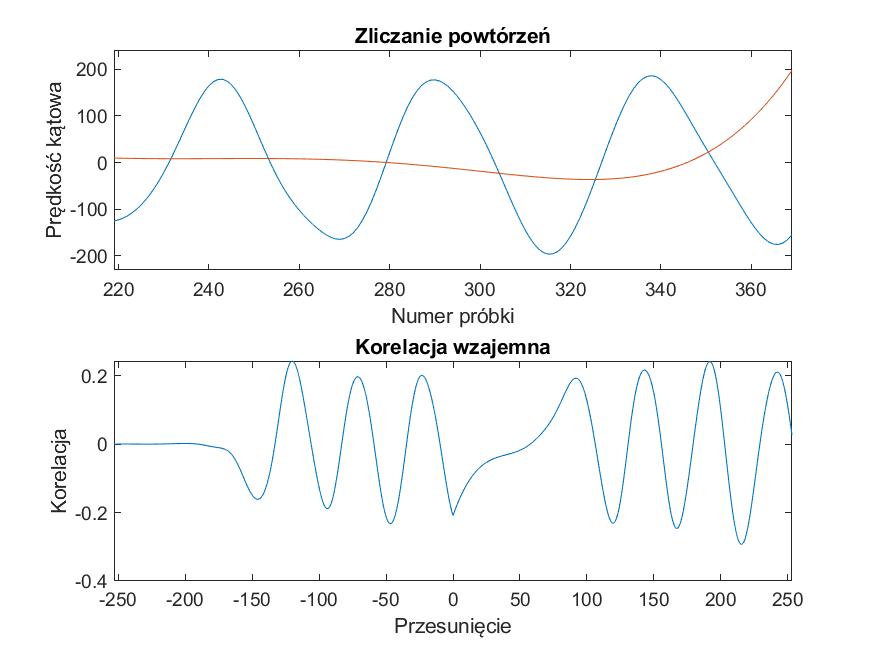 Zliczanie powtórzeń
Prędkość kątowa
200
100
0
-100
-200
220 240 260 280 300 320 340 360
Numer próbki
Korelacja wzajemna
Korelacja
0.2
0
-0.2
-0.4
-250 -200 -150 -100 -50 0 50 100 150 200 250
Przesunięcie